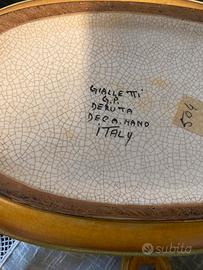 GIALLETTI
G.P.
DERUTA
DEC A MANO
ITALY
504
subito